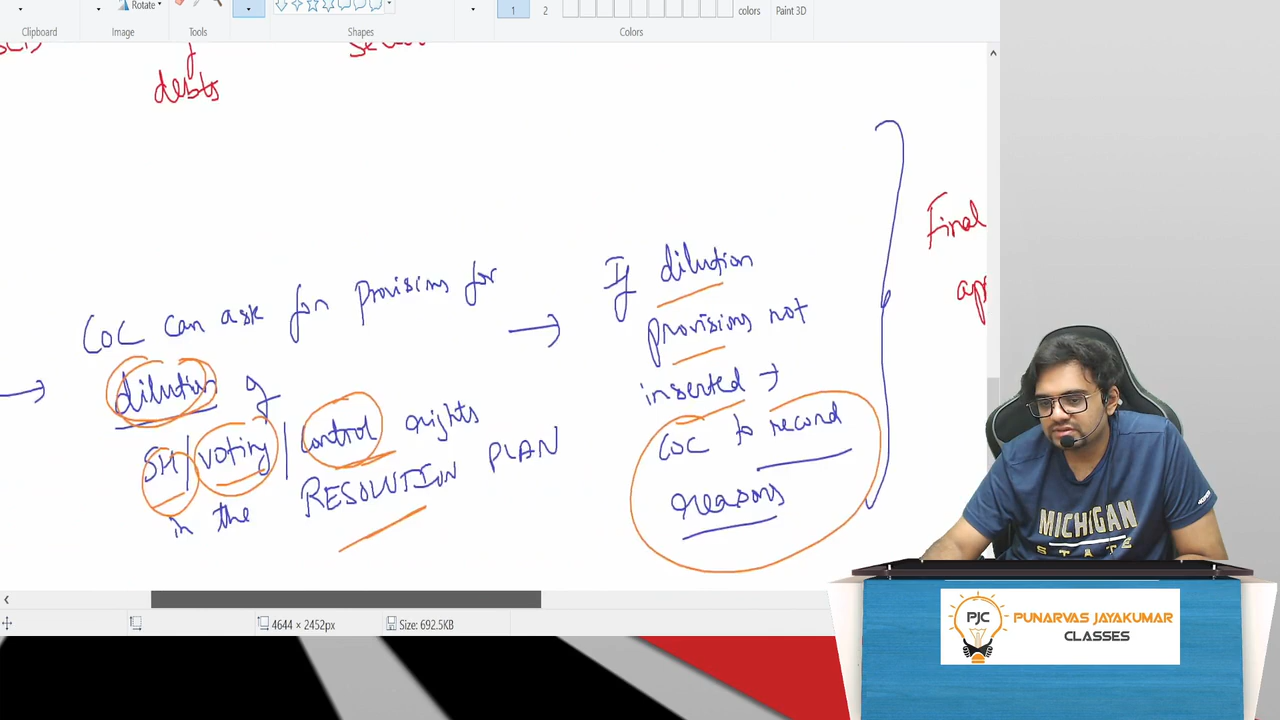 Rotate
Clipboard
Image
Tools
Shapes
1
2
colors
Colors
Paint 3D
debts
CoC can ask for provisions for
dilution of
SH/voting/control rights
in the RESOLUTION PLAN
If dilution
provisions not
inserted →
COC to record
reasons
Final
4644 × 2452px
Size: 692.5KB
MICHIGAN
STATE
PJC
PUNARVAS JAYAKUMAR
CLASSES